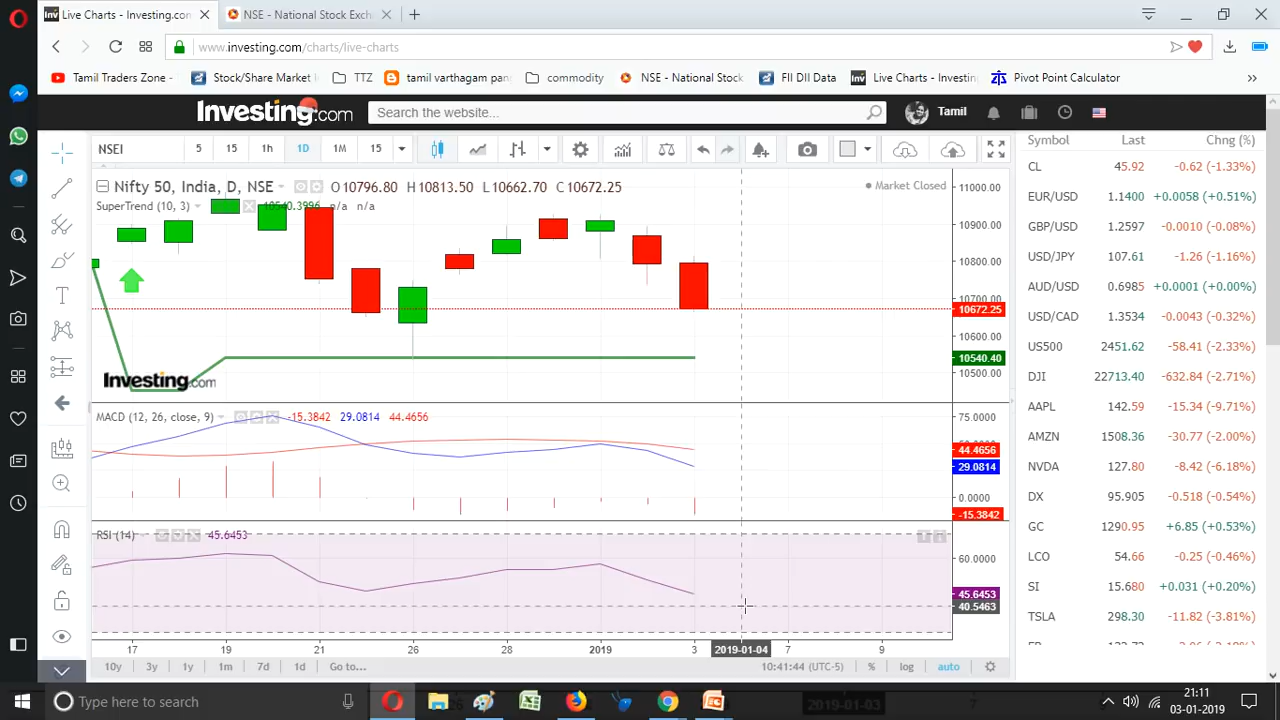 Live Charts - Investing.com
NSE - National Stock Exch
www.investing.com/charts/live-charts
Tamil Traders Zone -
Stock/Share Market I
TTZ
tamil varthagam pan
commodity
NSE - National Stock
FII DII Data
Live Charts - Investing
Pivot Point Calculator
Investing.com
Search the website...
Tamil
NSEI
5
15
1h
1D
1M
15
Nifty 50, India, D, NSE
O10796.80 H10813.50 L10662.70 C10672.25
Market Closed
SuperTrend (10, 3)
10540.3996 n/a n/a
11000.00
10900.00
10800.00
10700.00
10672.25
10600.00
10540.40
10500.00
Investing.com
MACD (12, 26, close, 9)
-15.3842 29.0814 44.4656
75.0000
44.4656
29.0814
0.0000
-15.3842
RSI (14)
45.6453
60.0000
45.6453
40.5463
17
19
21
26
28
2019
3
2019-01-04
7
9
10y
3y
1y
1m
7d
1d
Go to...
10:41:44 (UTC-5)
%
log
auto
Symbol Last Chng (%)
CL 45.92 -0.62 (-1.33%)
EUR/USD 1.1400 +0.0058 (+0.51%)
GBP/USD 1.2597 -0.0010 (-0.08%)
USD/JPY 107.61 -1.26 (-1.16%)
AUD/USD 0.6985 +0.0001 (+0.00%)
USD/CAD 1.3534 -0.0043 (-0.32%)
US500 2451.62 -58.41 (-2.33%)
DJI 22713.40 -632.84 (-2.71%)
AAPL 142.59 -15.34 (-9.71%)
AMZN 1508.36 -30.77 (-2.00%)
NVDA 127.80 -8.42 (-6.18%)
DX 95.905 -0.518 (-0.54%)
GC 1290.95 +6.85 (+0.53%)
LCO 54.66 -0.25 (-0.46%)
SI 15.680 +0.031 (+0.20%)
TSLA 298.30 -11.82 (-3.81%)
Type here to search
2019-01-03
21:11
03-01-2019